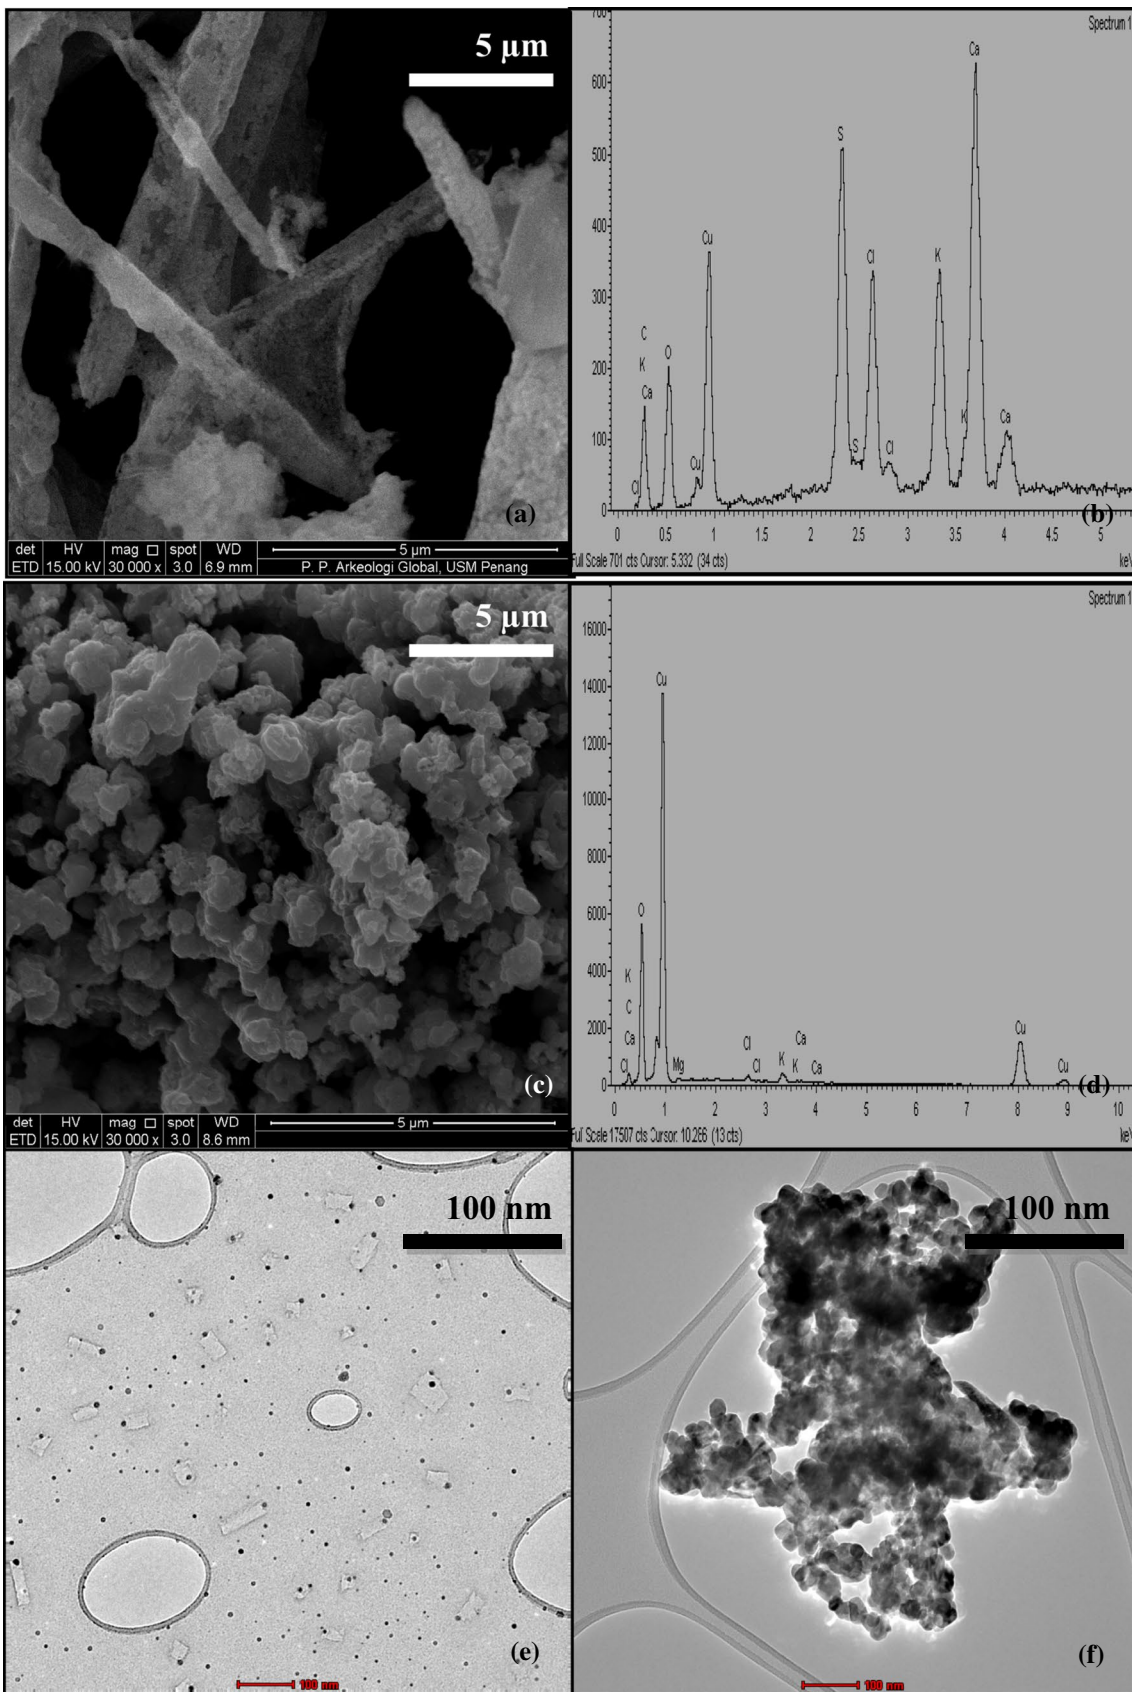 5 µm
(a)
det HV mag □ spot WD 5 µm
ETD 15.00 kV 30 000 x 3.0 6.9 mm P. P. Arkeologi Global, USM Penang
700 Spectrum 1
Ca
600
500 S
400
Cu
Cl K
300
C
200 K O
Ca
100 Cl Cu S Cl K Ca
0
0 0.5 1 1.5 2 2.5 3 3.5 4 4.5 5
(b)
Full Scale 701 cts Cursor: 5.332 (34 cts) keV
5 µm
(c)
det HV mag □ spot WD 5 µm
ETD 15.00 kV 30 000 x 3.0 8.6 mm
Spectrum 1
16000
Cu
14000
12000
10000
8000
O
6000
K
4000
C
2000 Ca Cl Mg Cl Cl K K Ca Ca Cu Cu
0
(d)
0 1 2 3 4 5 6 7 8 9 10
Full Scale 17507 cts Cursor: 10.266 (13 cts) keV
100 nm
(e)
100 nm
100 nm
(f)
100 nm